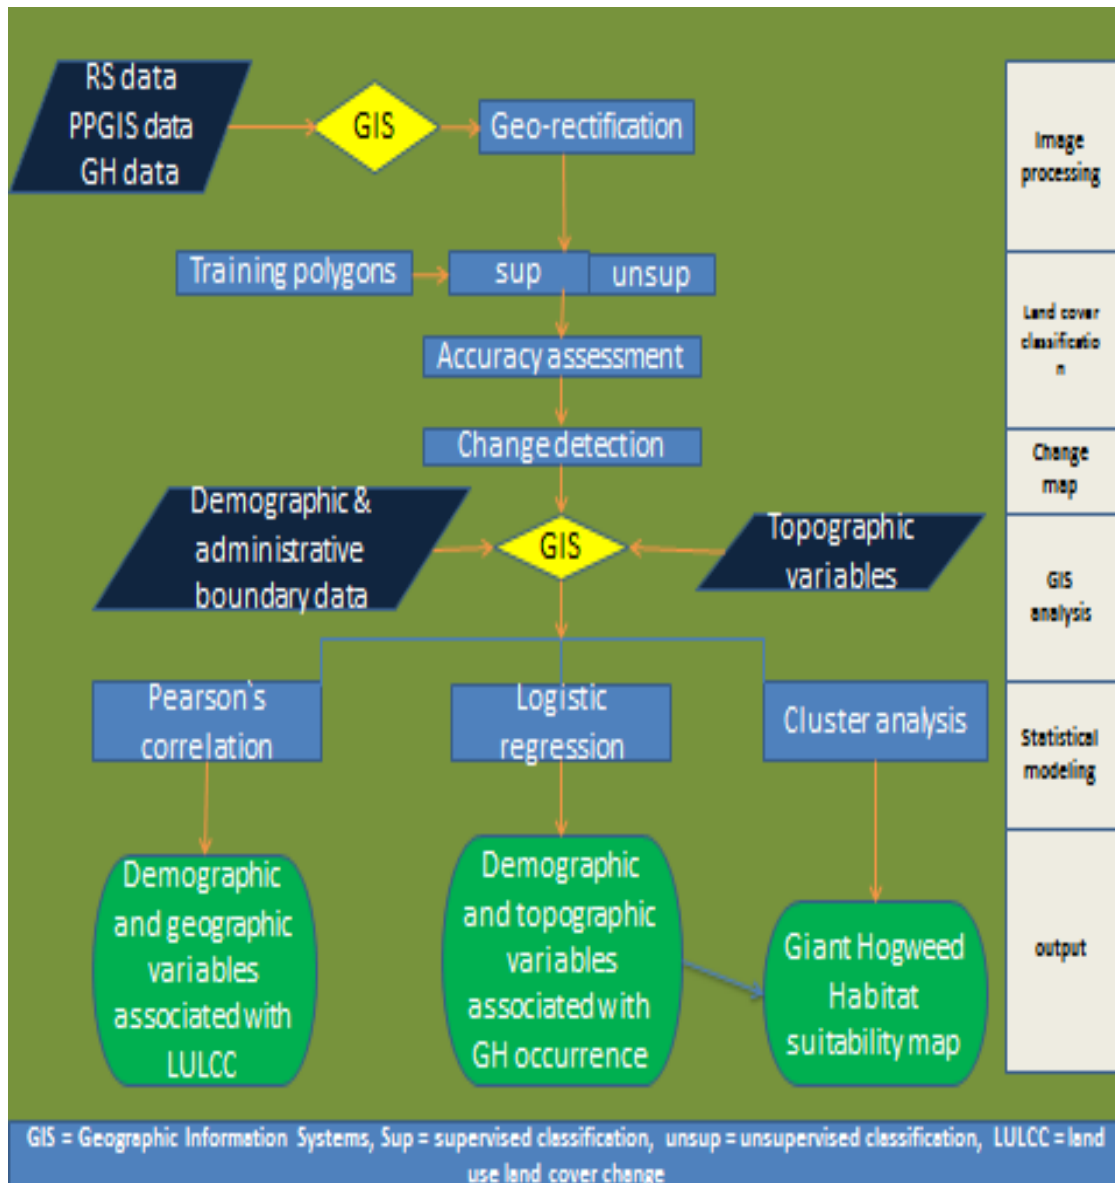 RS data
PPGIS data
GH data
GIS
Geo-rectification
Image
processing
Training polygons
sup
unsup
Land cover
classificatio
n
Accuracy assessment
Change detection
Change
map
Demographic &
administrative
boundary data
GIS
Topographic
variables
GIS
analysis
Pearson`s
correlation
Logistic
regression
Cluster analysis
Statistical
modeling
Demographic
and geographic
variables
associated with
LULCC
Demographic
and topographic
variables
associated with
GH occurrence
Giant Hogweed
Habitat
suitability map
output
GIS = Geographic Information Systems, Sup = supervised classification, unsup = unsupervised classification, LULCC = land
use land cover change